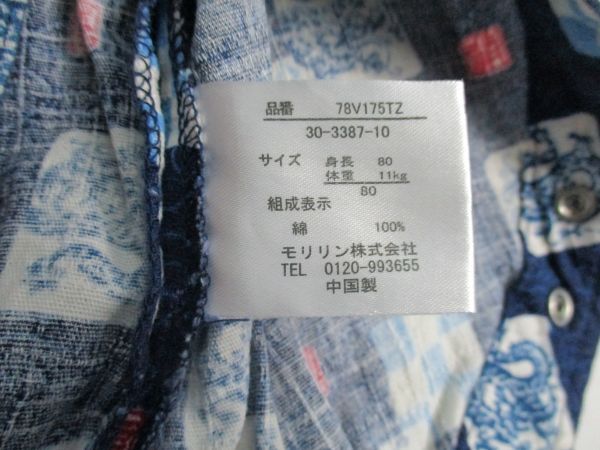 品番 78V175TZ
30-3387-10
サイズ 身長 80
体重 11kg
80
組成表示
綿 100%
モリリン株式会社
TEL 0120-993655
中国製